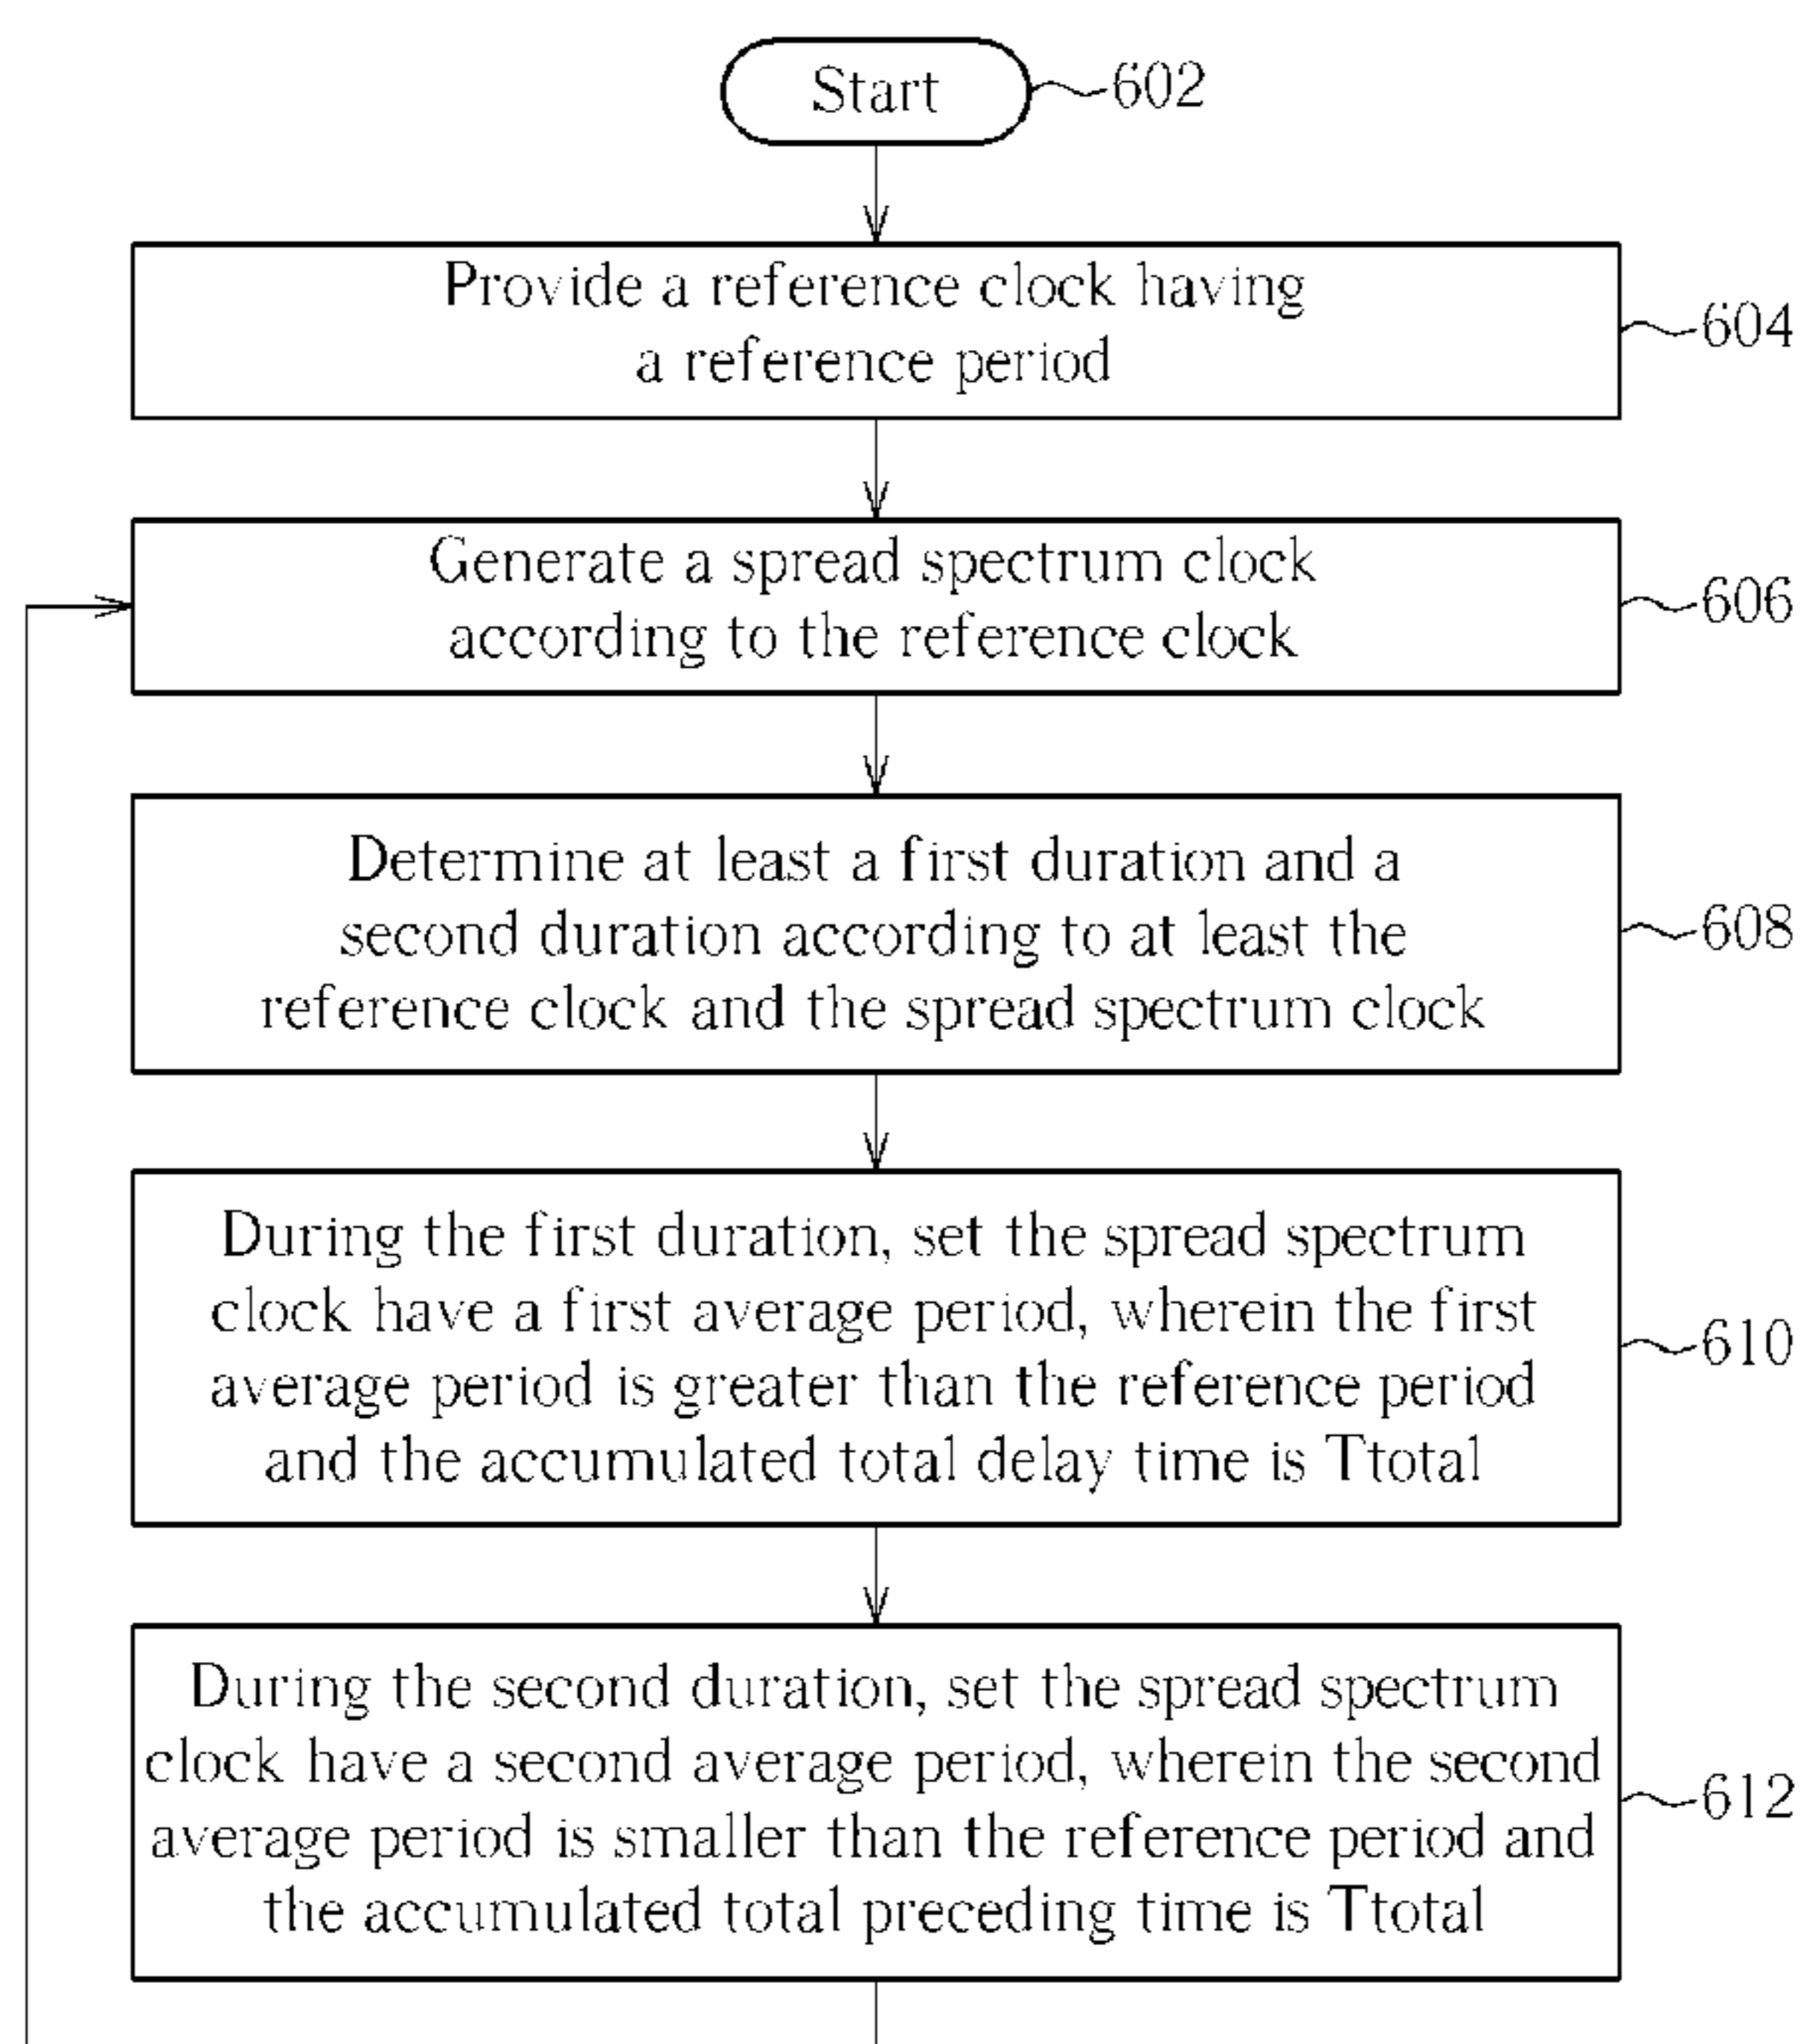 Start
602
Provide a reference clock having
a reference period
604
Generate a spread spectrum clock
according to the reference clock
606
Determine at least a first duration and a
second duration according to at least the
reference clock and the spread spectrum clock
608
During the first duration, set the spread spectrum
clock have a first average period, wherein the first
average period is greater than the reference period
and the accumulated total delay time is Ttotal
610
During the second duration, set the spread spectrum
clock have a second average period, wherein the second
average period is smaller than the reference period and
the accumulated total preceding time is Ttotal
612